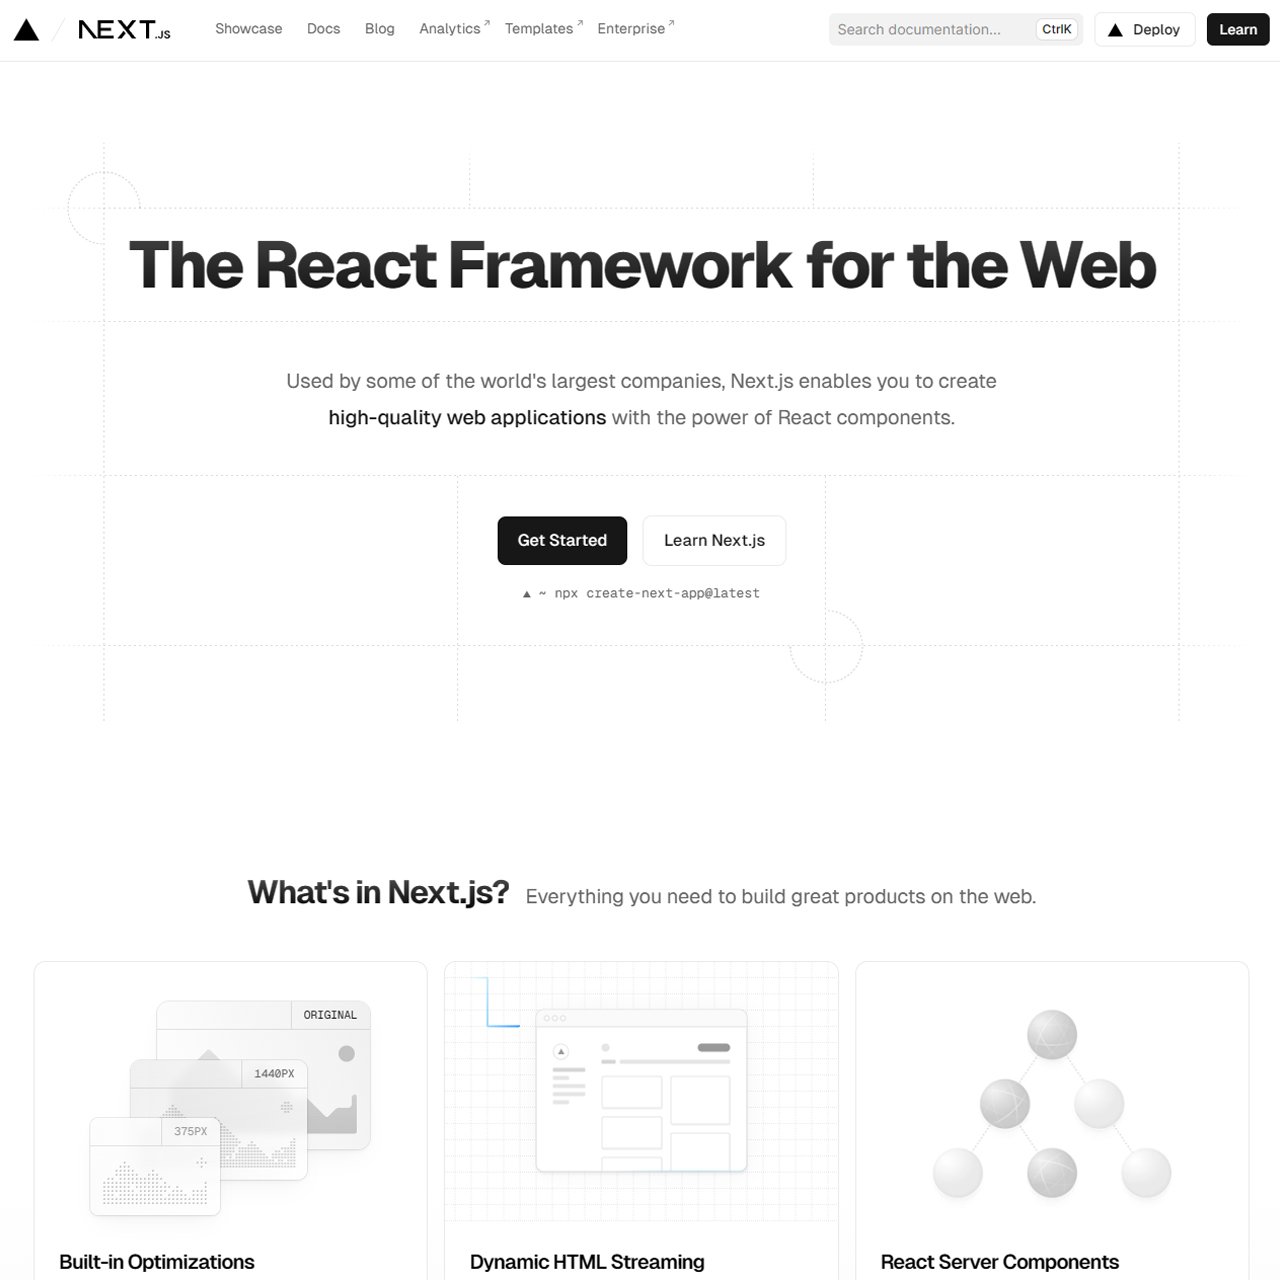 NEXT.JS
Showcase Docs Blog Analytics↗ Templates↗ Enterprise↗
Search documentation... CtrlK
Deploy
Learn
The React Framework for the Web
Used by some of the world's largest companies, Next.js enables you to create
high-quality web applications with the power of React components.
Get Started
Learn Next.js
▲ ~ npx create-next-app@latest
What's in Next.js? Everything you need to build great products on the web.
ORIGINAL
1440PX
375PX
Built-in Optimizations
Dynamic HTML Streaming
React Server Components